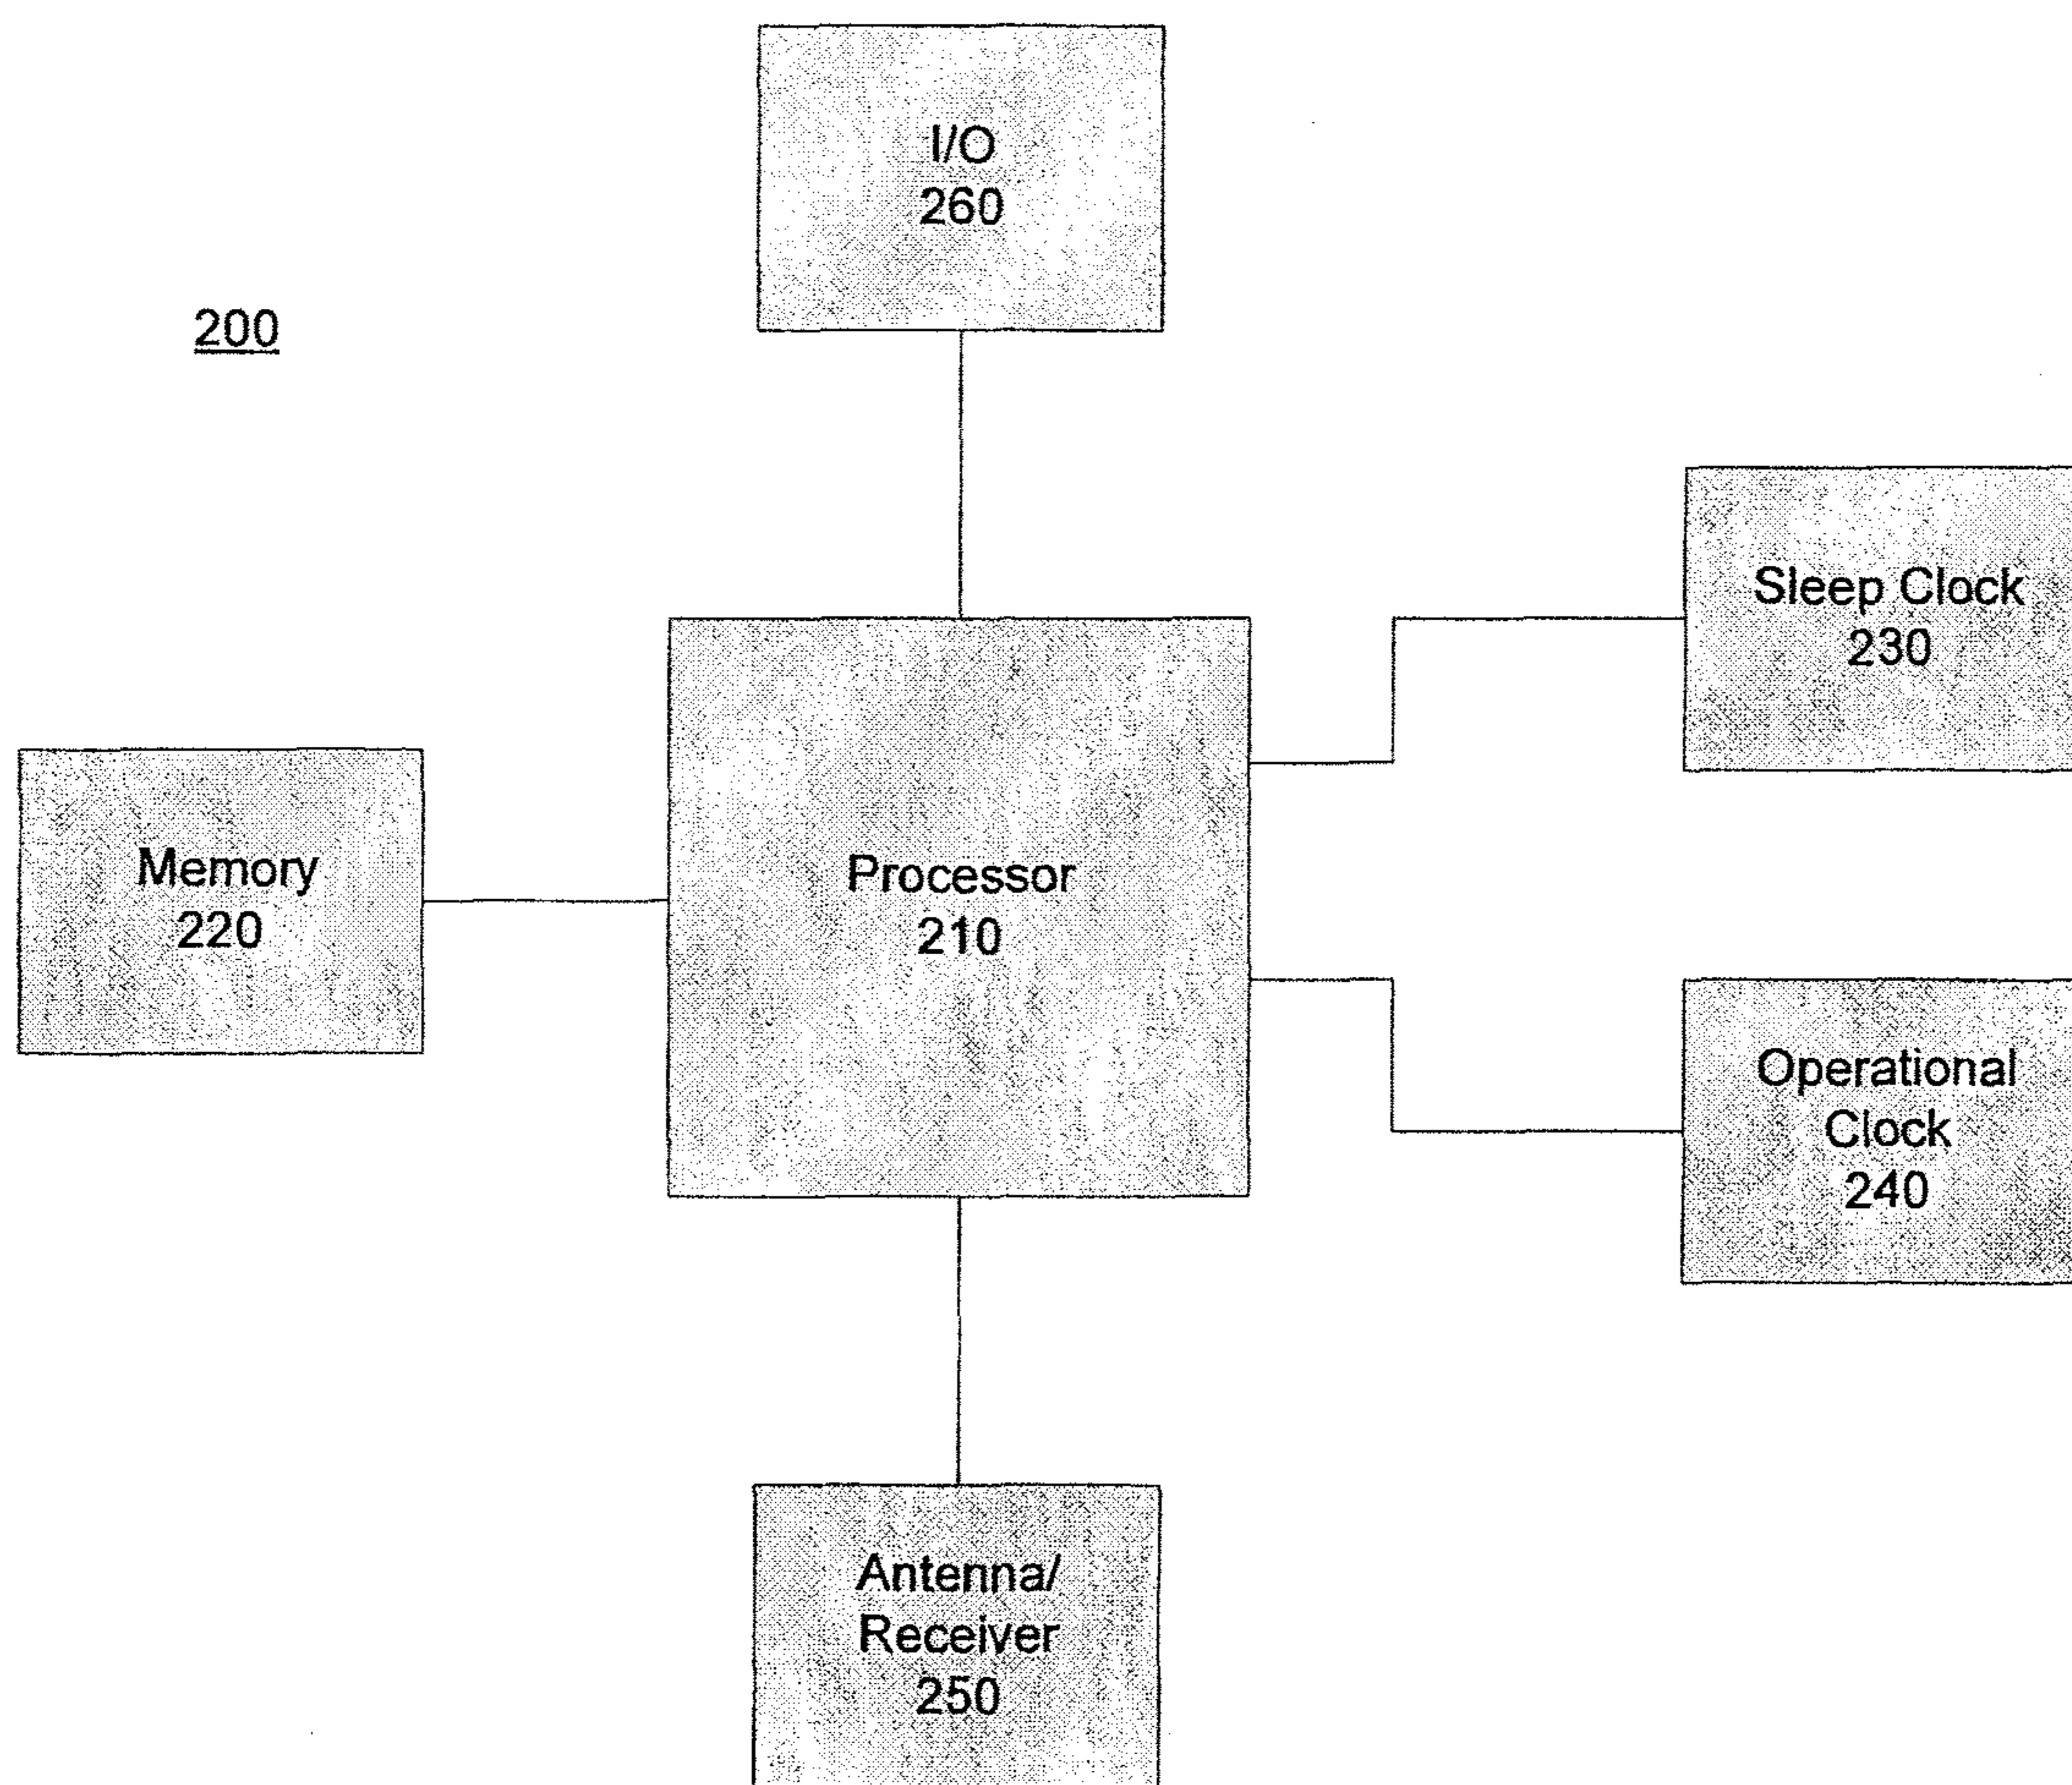 I/O
260
200
Sleep Clock
230
Memory
220
Processor
210
Operational
Clock
240
Antenna/
Receiver
250